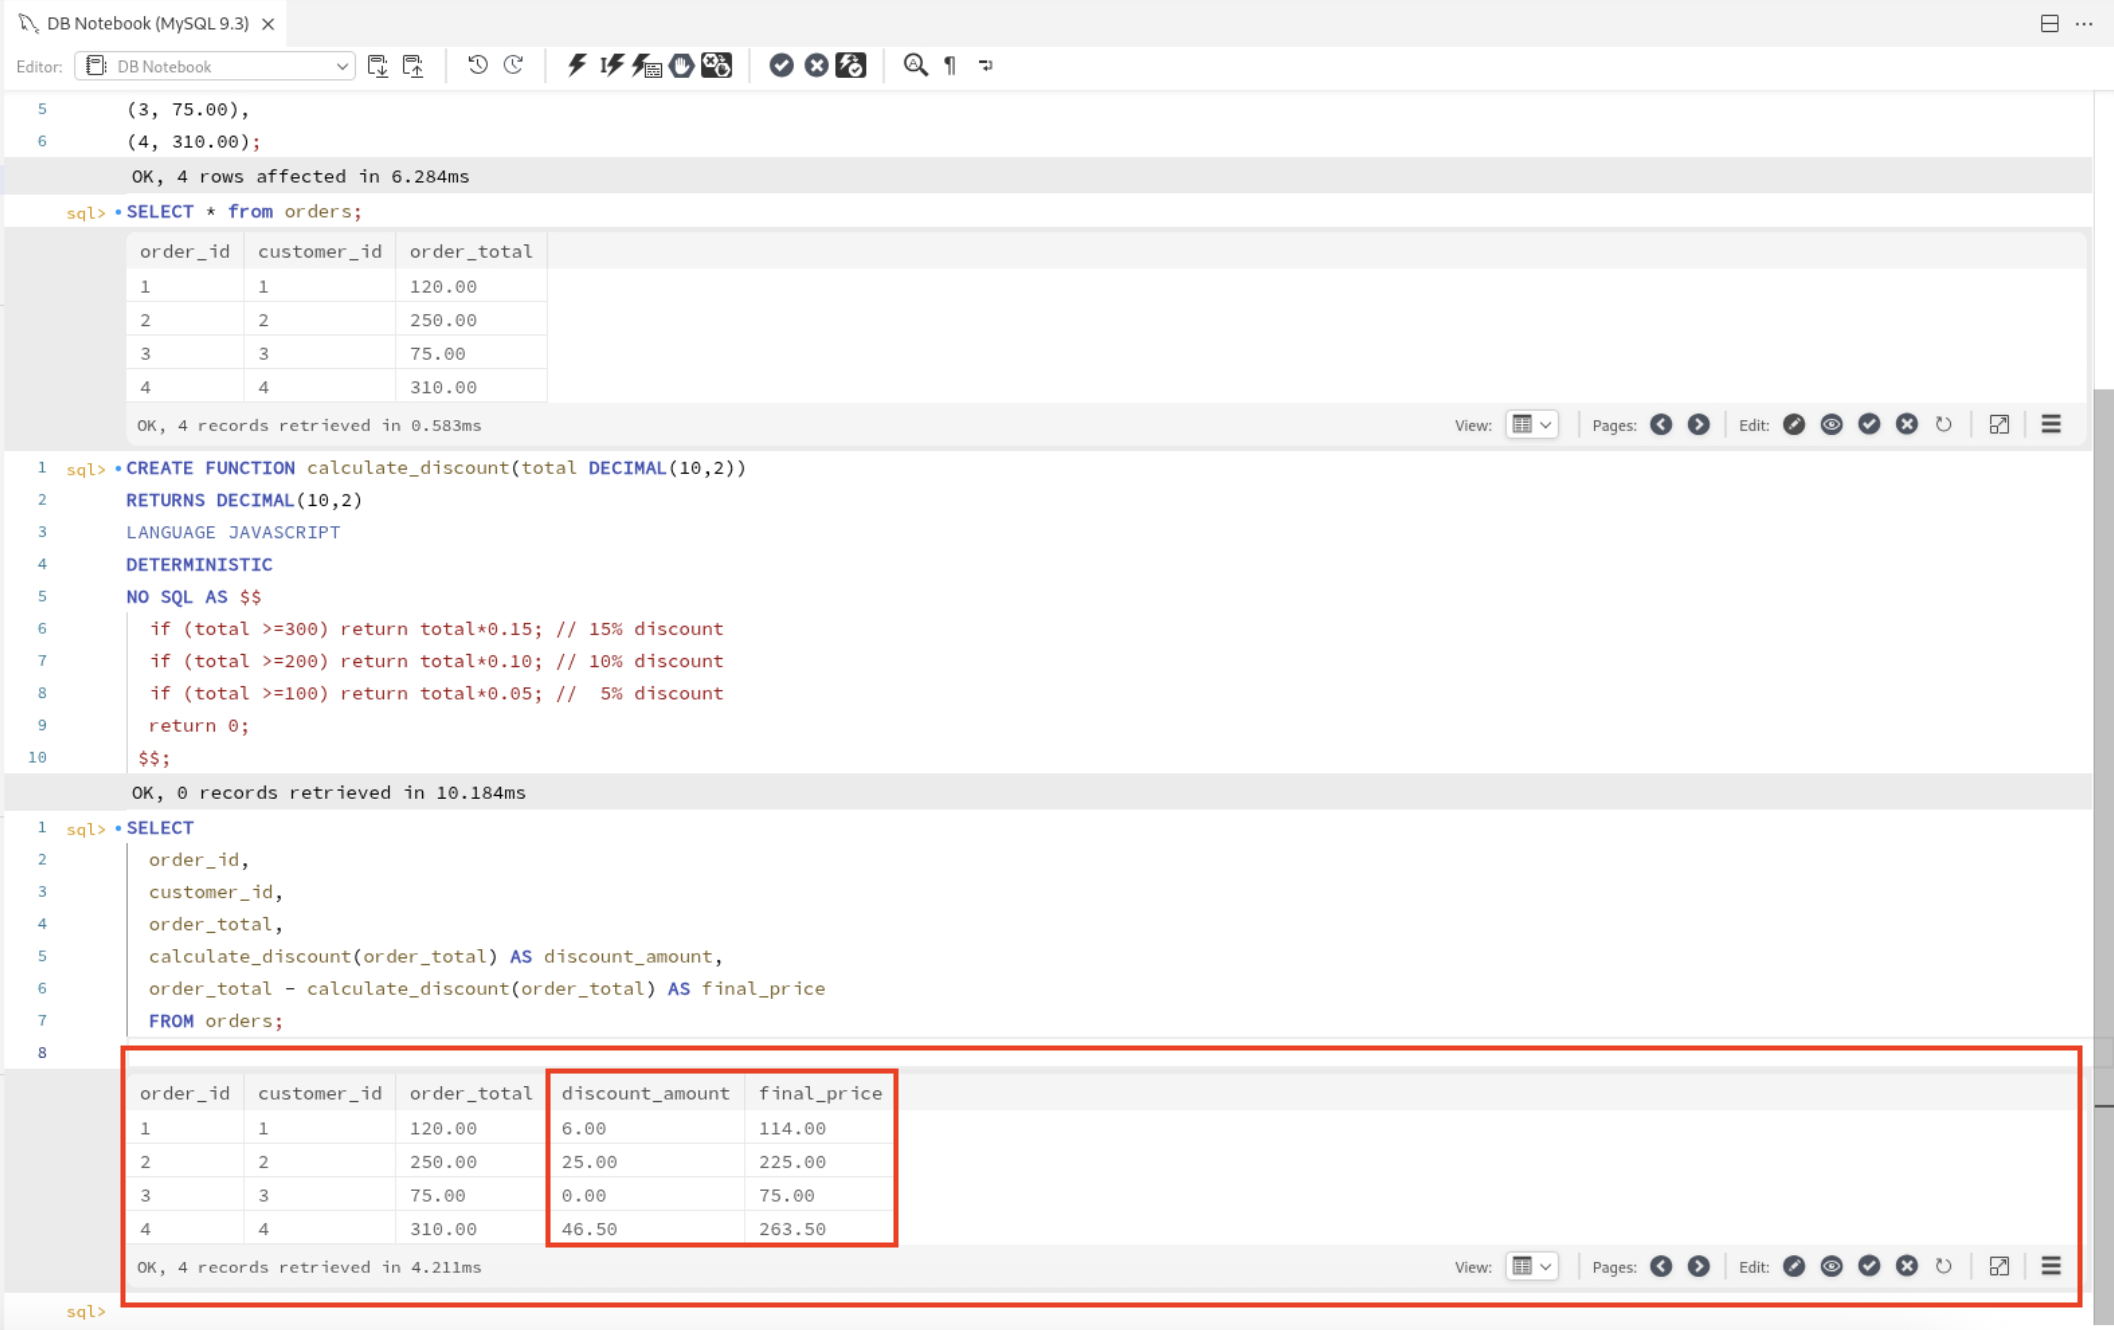 DB Notebook (MySQL 9.3)
Editor: DB Notebook
5 (3, 75.00),
6 (4, 310.00);
OK, 4 rows affected in 6.284ms
sql> SELECT * from orders;
order_id customer_id order_total
1 1 120.00
2 2 250.00
3 3 75.00
4 4 310.00
OK, 4 records retrieved in 0.583ms View: Pages: Edit:
1 sql> CREATE FUNCTION calculate_discount(total DECIMAL(10,2))
2 RETURNS DECIMAL(10,2)
3 LANGUAGE JAVASCRIPT
4 DETERMINISTIC
5 NO SQL AS $$
6 if (total >=300) return total*0.15; // 15% discount
7 if (total >=200) return total*0.10; // 10% discount
8 if (total >=100) return total*0.05; // 5% discount
9 return 0;
10 $$;
OK, 0 records retrieved in 10.184ms
1 sql> SELECT
2 order_id,
3 customer_id,
4 order_total,
5 calculate_discount(order_total) AS discount_amount,
6 order_total - calculate_discount(order_total) AS final_price
7 FROM orders;
8
order_id customer_id order_total discount_amount final_price
1 1 120.00 6.00 114.00
2 2 250.00 25.00 225.00
3 3 75.00 0.00 75.00
4 4 310.00 46.50 263.50
OK, 4 records retrieved in 4.211ms View: Pages: Edit:
sql>